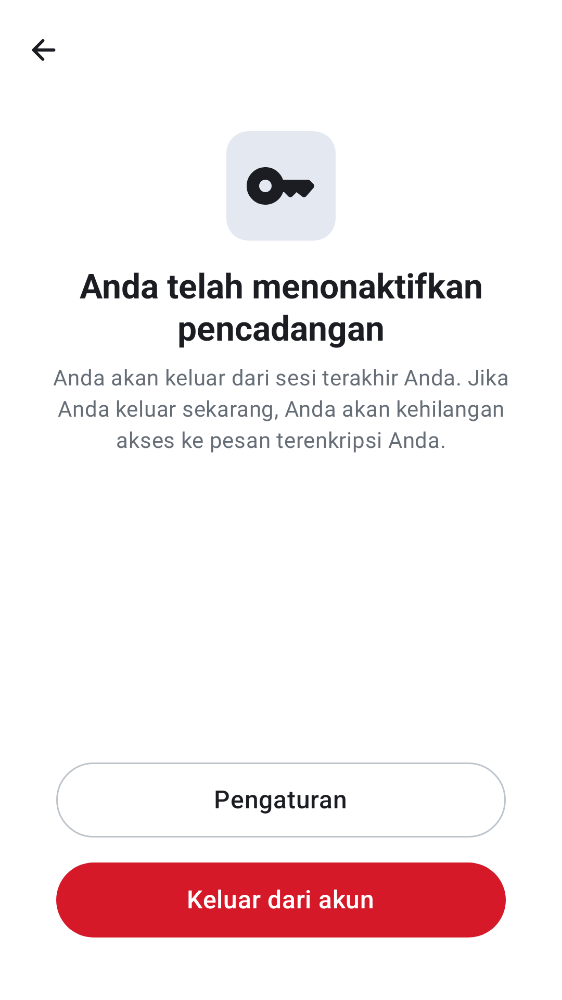 Anda telah menonaktifkan
pencadangan
Anda akan keluar dari sesi terakhir Anda. Jika
Anda keluar sekarang, Anda akan kehilangan
akses ke pesan terenkripsi Anda.
Pengaturan
Keluar dari akun